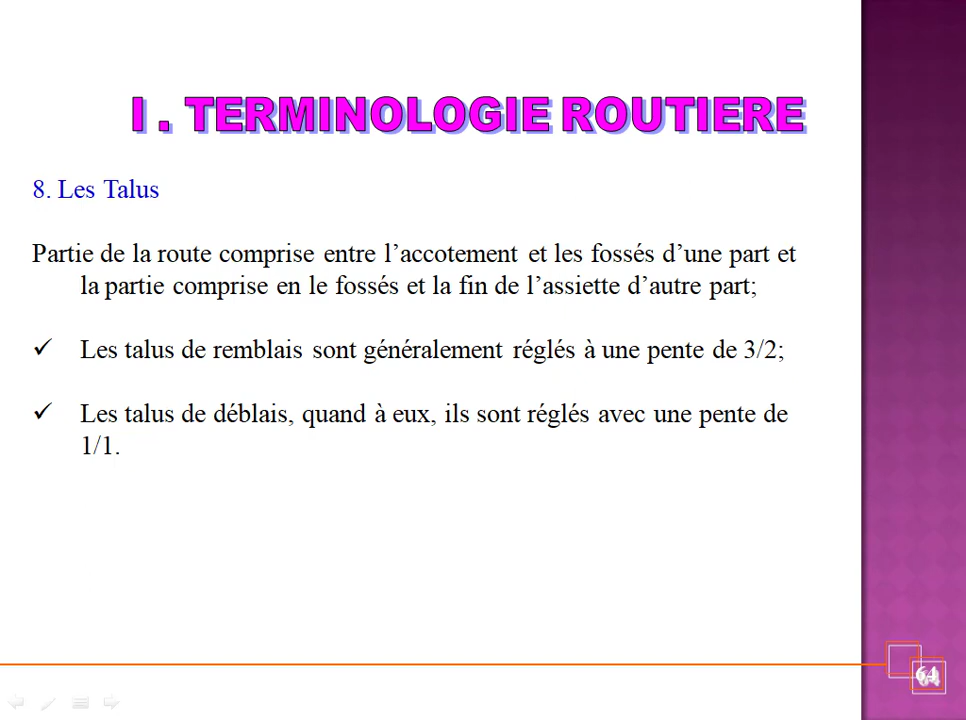 I . TERMINOLOGIE ROUTIERE
8. Les Talus
Partie de la route comprise entre l’accotement et les fossés d’une part et
la partie comprise en le fossés et la fin de l’assiette d’autre part;
✓ Les talus de remblais sont généralement réglés à une pente de 3/2;
✓ Les talus de déblais, quand à eux, ils sont réglés avec une pente de
1/1.
64